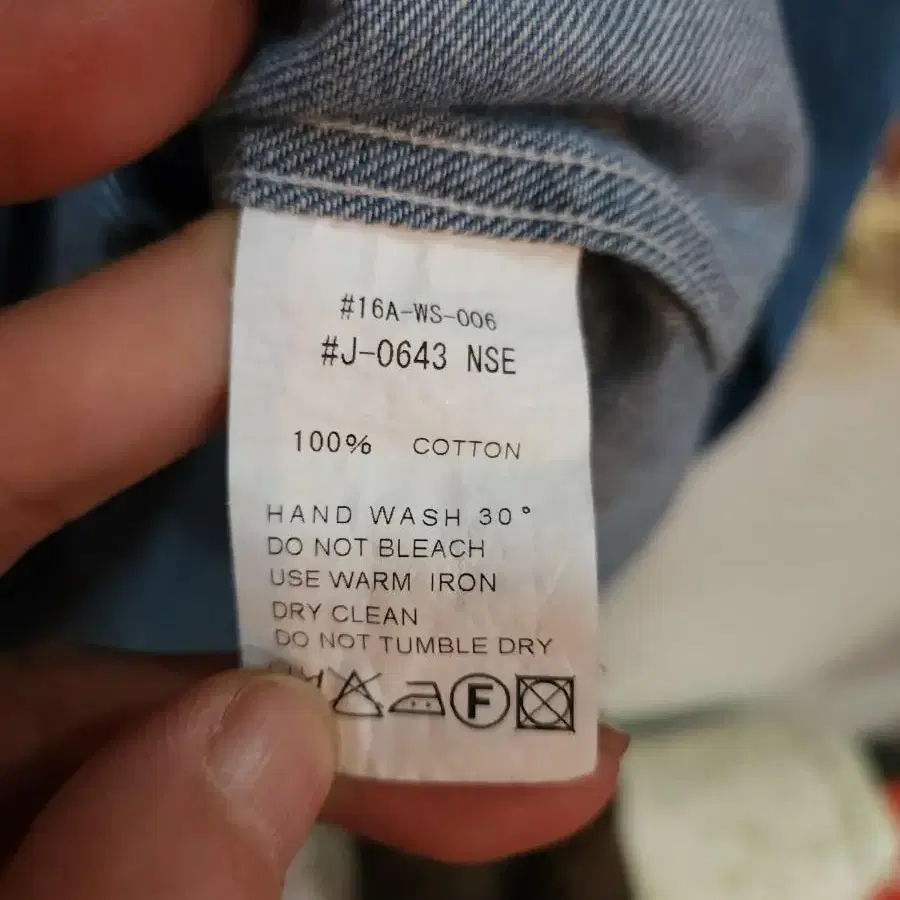 #16A-WS-006
#J-0643 NSE
100% COTTON
HAND WASH 30°
DO NOT BLEACH
USE WARM IRON
DRY CLEAN
DO NOT TUMBLE DRY
F